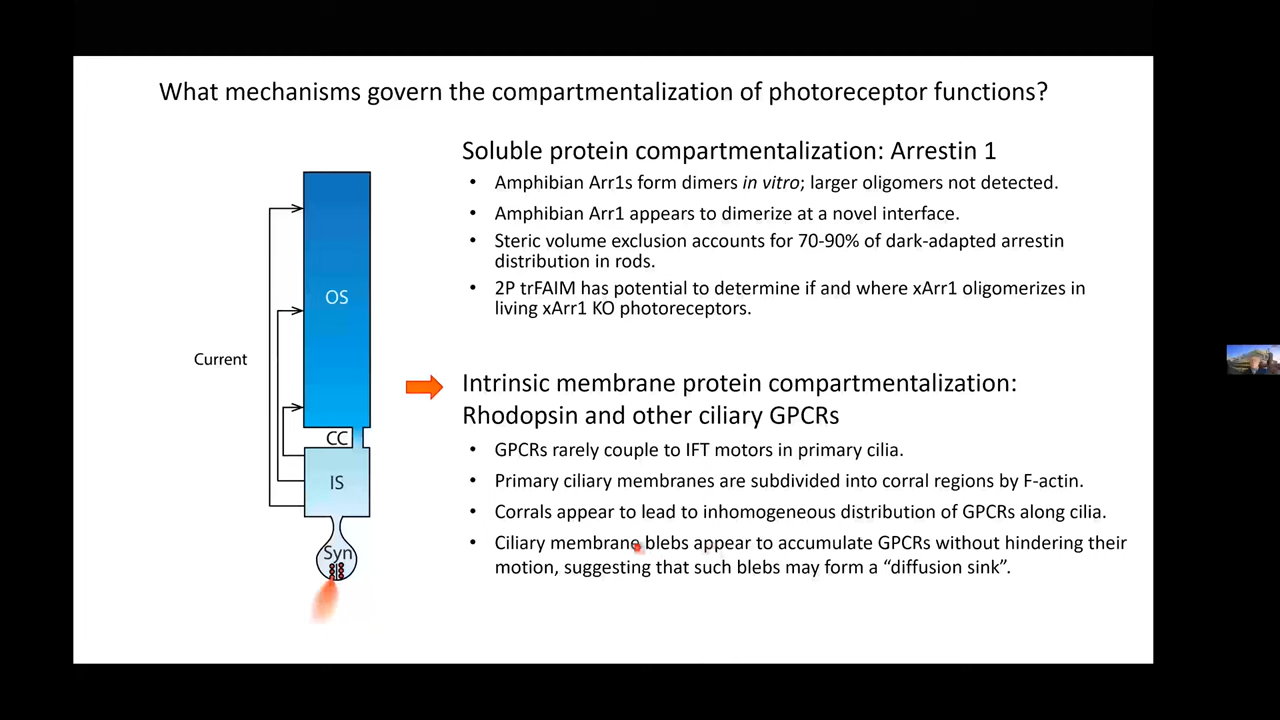 What mechanisms govern the compartmentalization of photoreceptor functions?
Soluble protein compartmentalization: Arrestin 1
• Amphibian Arr1s form dimers in vitro; larger oligomers not detected.
• Amphibian Arr1 appears to dimerize at a novel interface.
• Steric volume exclusion accounts for 70-90% of dark-adapted arrestin
distribution in rods.
• 2P trFAIM has potential to determine if and where xArr1 oligomerizes in
living xArr1 KO photoreceptors.
Intrinsic membrane protein compartmentalization:
Rhodopsin and other ciliary GPCRs
• GPCRs rarely couple to IFT motors in primary cilia.
• Primary ciliary membranes are subdivided into corral regions by F-actin.
• Corrals appear to lead to inhomogeneous distribution of GPCRs along cilia.
• Ciliary membrane blebs appear to accumulate GPCRs without hindering their
motion, suggesting that such blebs may form a “diffusion sink”.
OS
Current
CC
IS
Syn